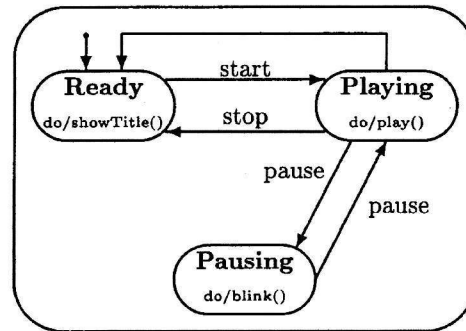 Ready
do/showTitle()
start
stop
Playing
do/play()
pause
pause
Pausing
do/blink()